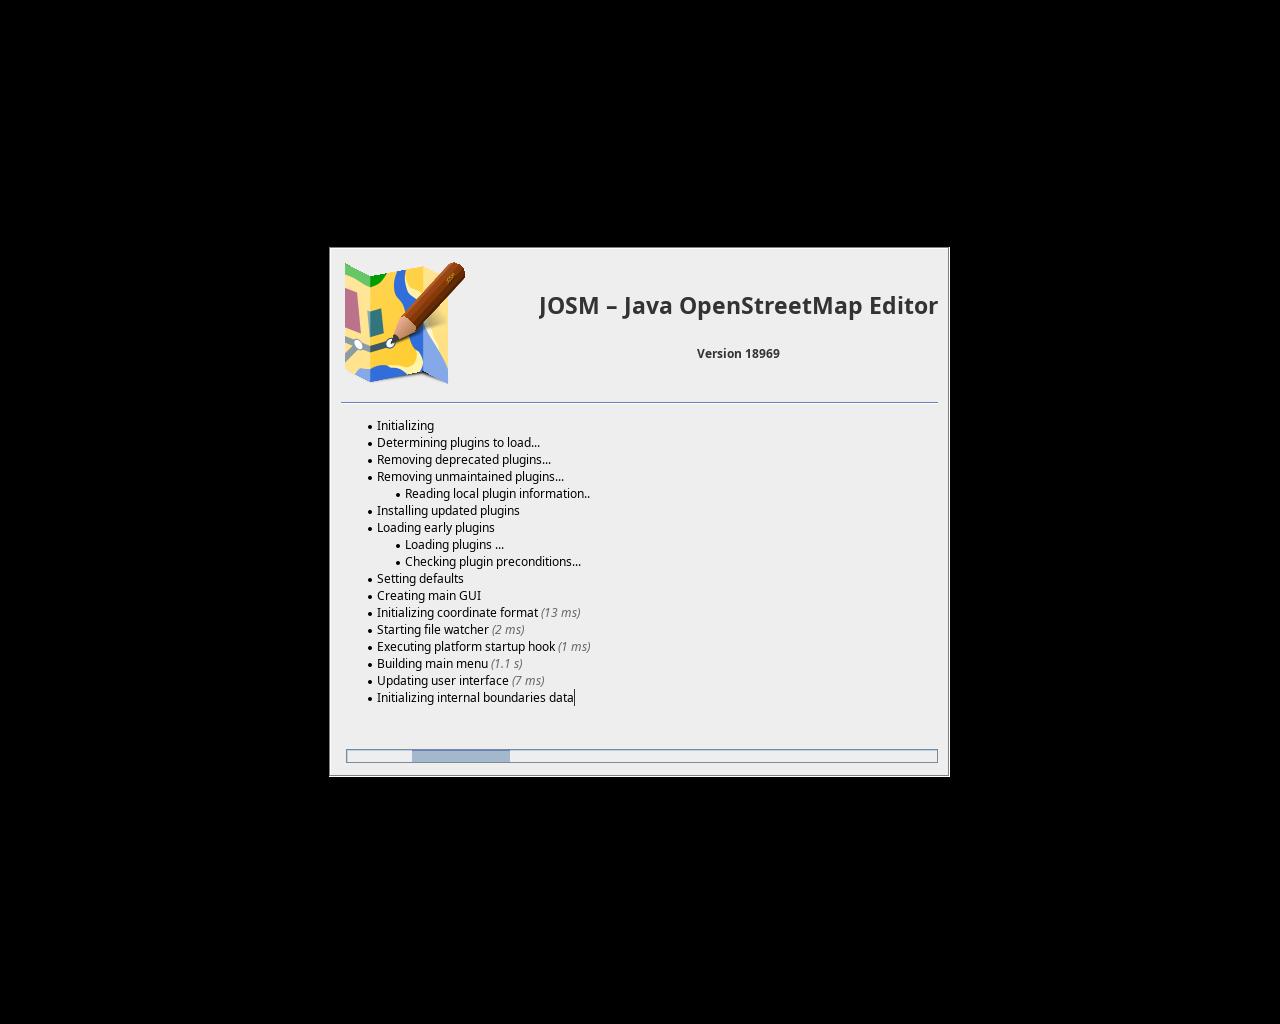 JOSM – Java OpenStreetMap Editor
Version 18969
• Initializing
• Determining plugins to load...
• Removing deprecated plugins...
• Removing unmaintained plugins...
• Reading local plugin information..
• Installing updated plugins
• Loading early plugins
• Loading plugins ...
• Checking plugin preconditions...
• Setting defaults
• Creating main GUI
• Initializing coordinate format (13 ms)
• Starting file watcher (2 ms)
• Executing platform startup hook (1 ms)
• Building main menu (1.1 s)
• Updating user interface (7 ms)
• Initializing internal boundaries data